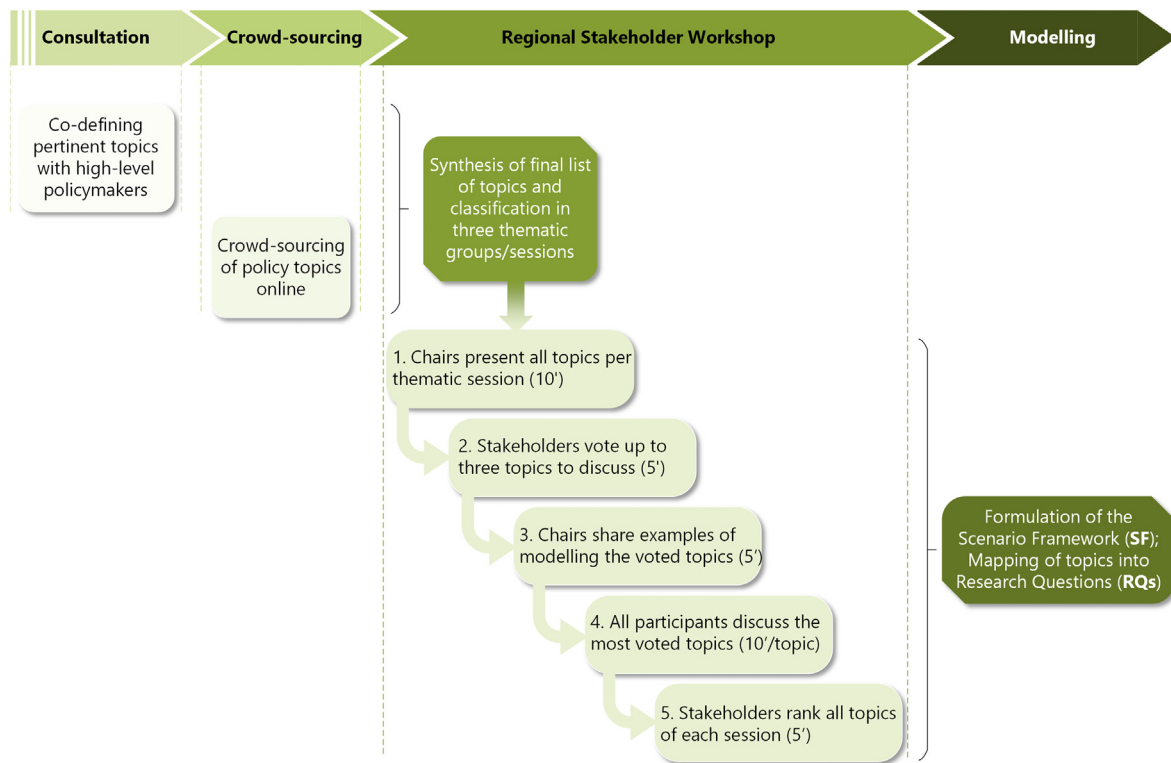 Consultation
Crowd-sourcing
Regional Stakeholder Workshop
Modelling
Co-defining
pertinent topics
with high-level
policymakers
Crowd-sourcing
of policy topics
online
Synthesis of final list
of topics and
classification in
three thematic
groups/sessions
1. Chairs present all topics per
thematic session (10')
2. Stakeholders vote up to
three topics to discuss (5')
3. Chairs share examples of
modelling the voted topics (5’)
4. All participants discuss the
most voted topics (10’/topic)
5. Stakeholders rank all topics
of each session (5’)
Formulation of the
Scenario Framework (SF);
Mapping of topics into
Research Questions (RQs)